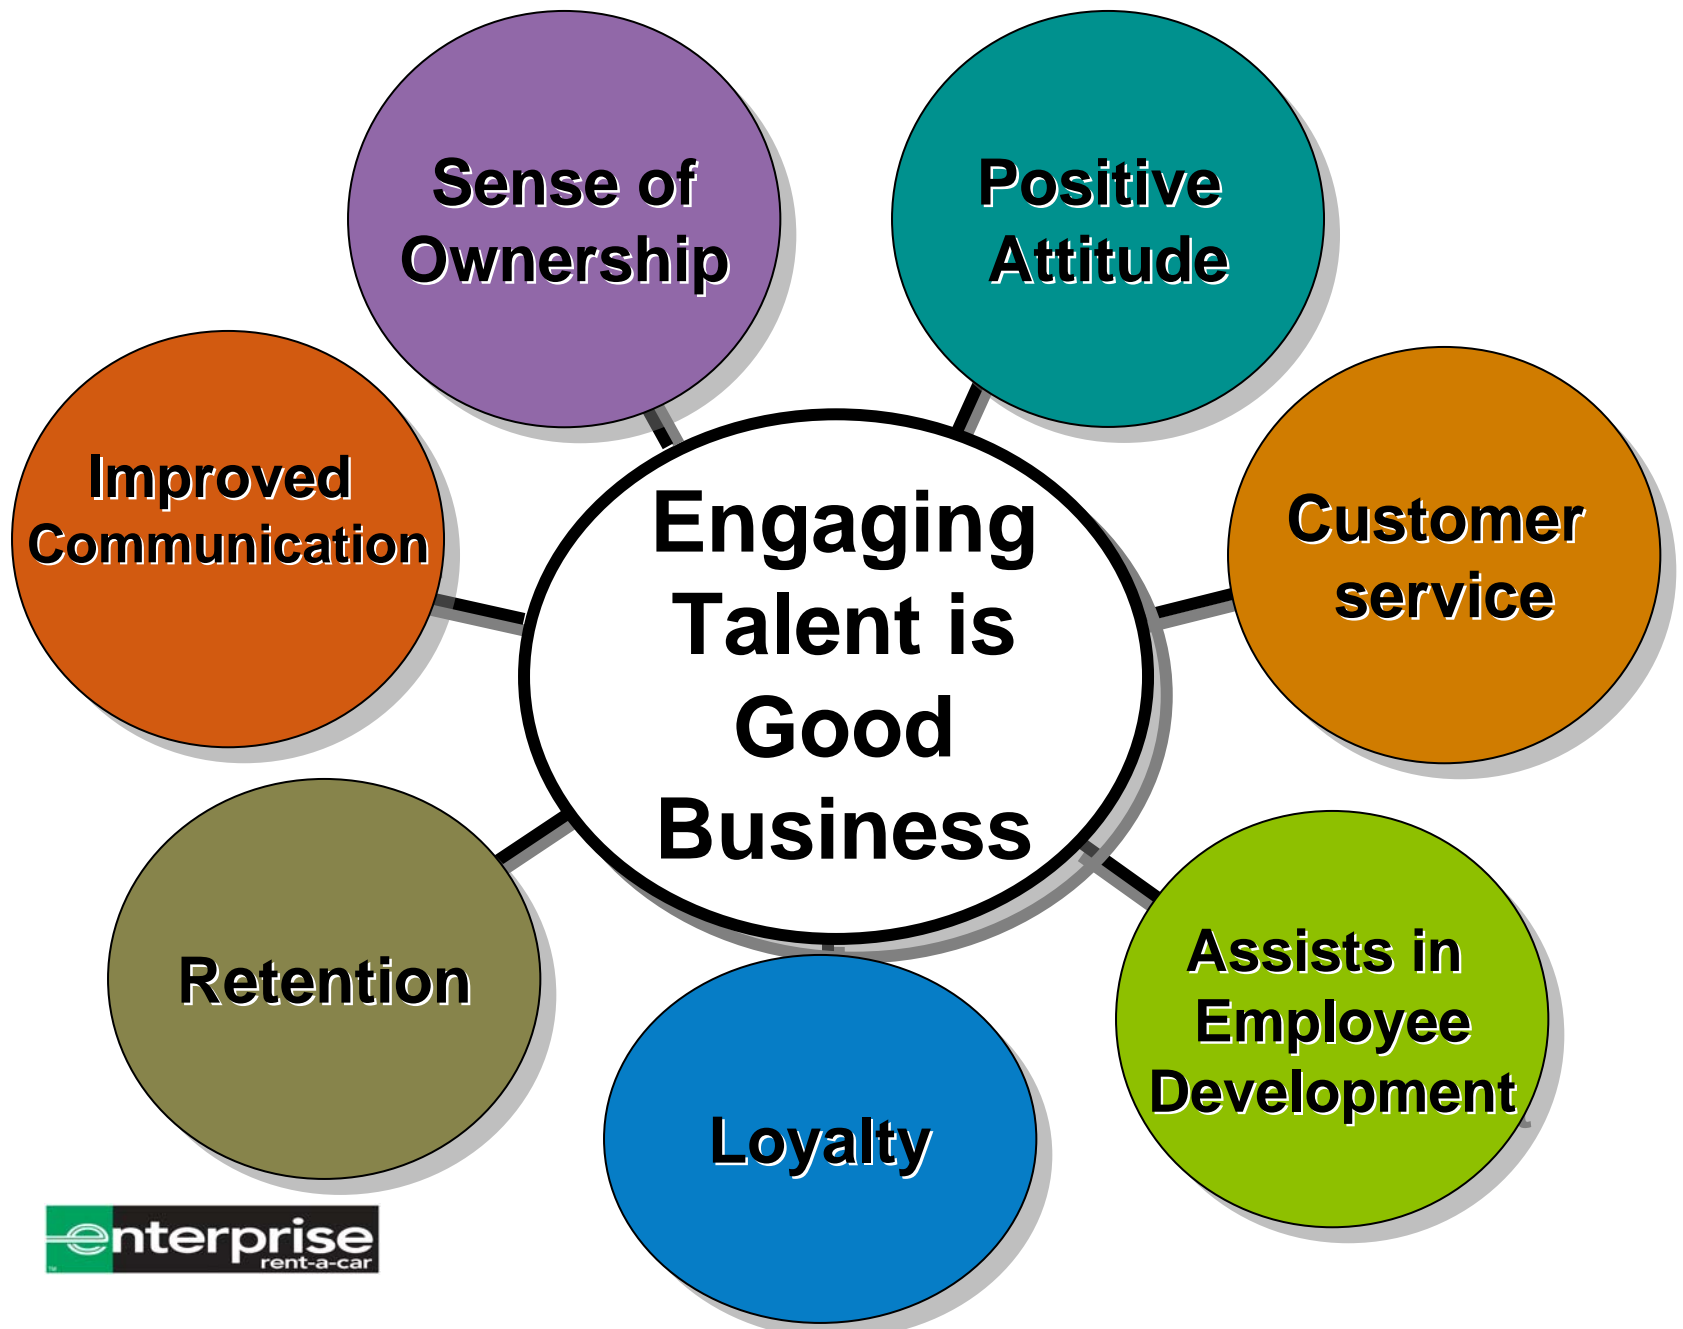 Sense of
Ownership
Positive
Attitude
Improved
Communication
Customer
service
Engaging
Talent is
Good
Business
Retention
Loyalty
Assists in
Employee
Development
enterprise
rent-a-car
TM